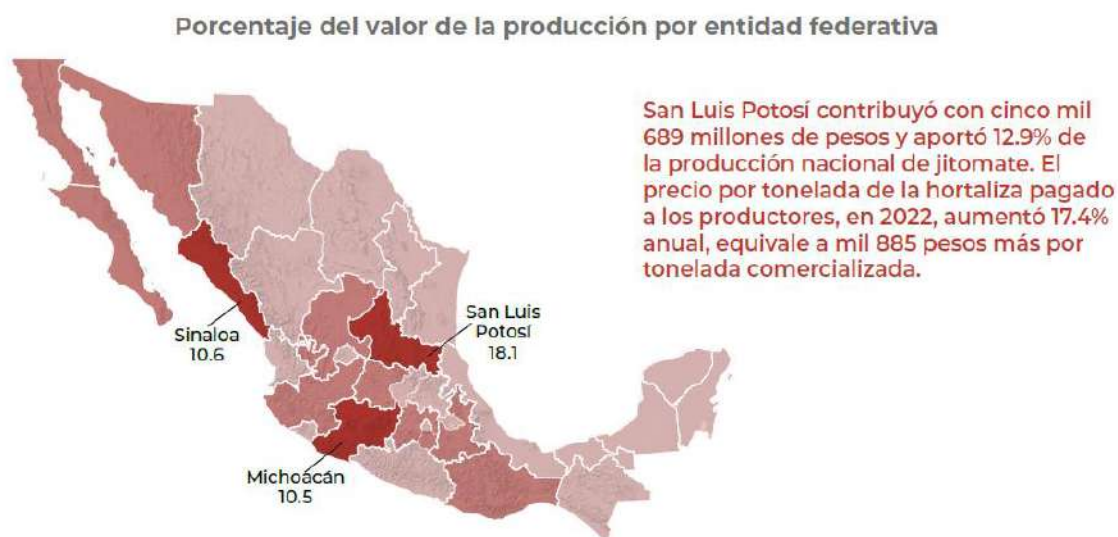 Porcentaje del valor de la producción por entidad federativa
San Luis Potosí contribuyó con cinco mil
689 millones de pesos y aportó 12.9% de
la producción nacional de jitomate. El
precio por tonelada de la hortaliza pagado
a los productores, en 2022, aumentó 17.4%
anual, equivale a mil 885 pesos más por
tonelada comercializada.
Sinaloa
10.6
San Luis
Potosí
18.1
Michoacán
10.5